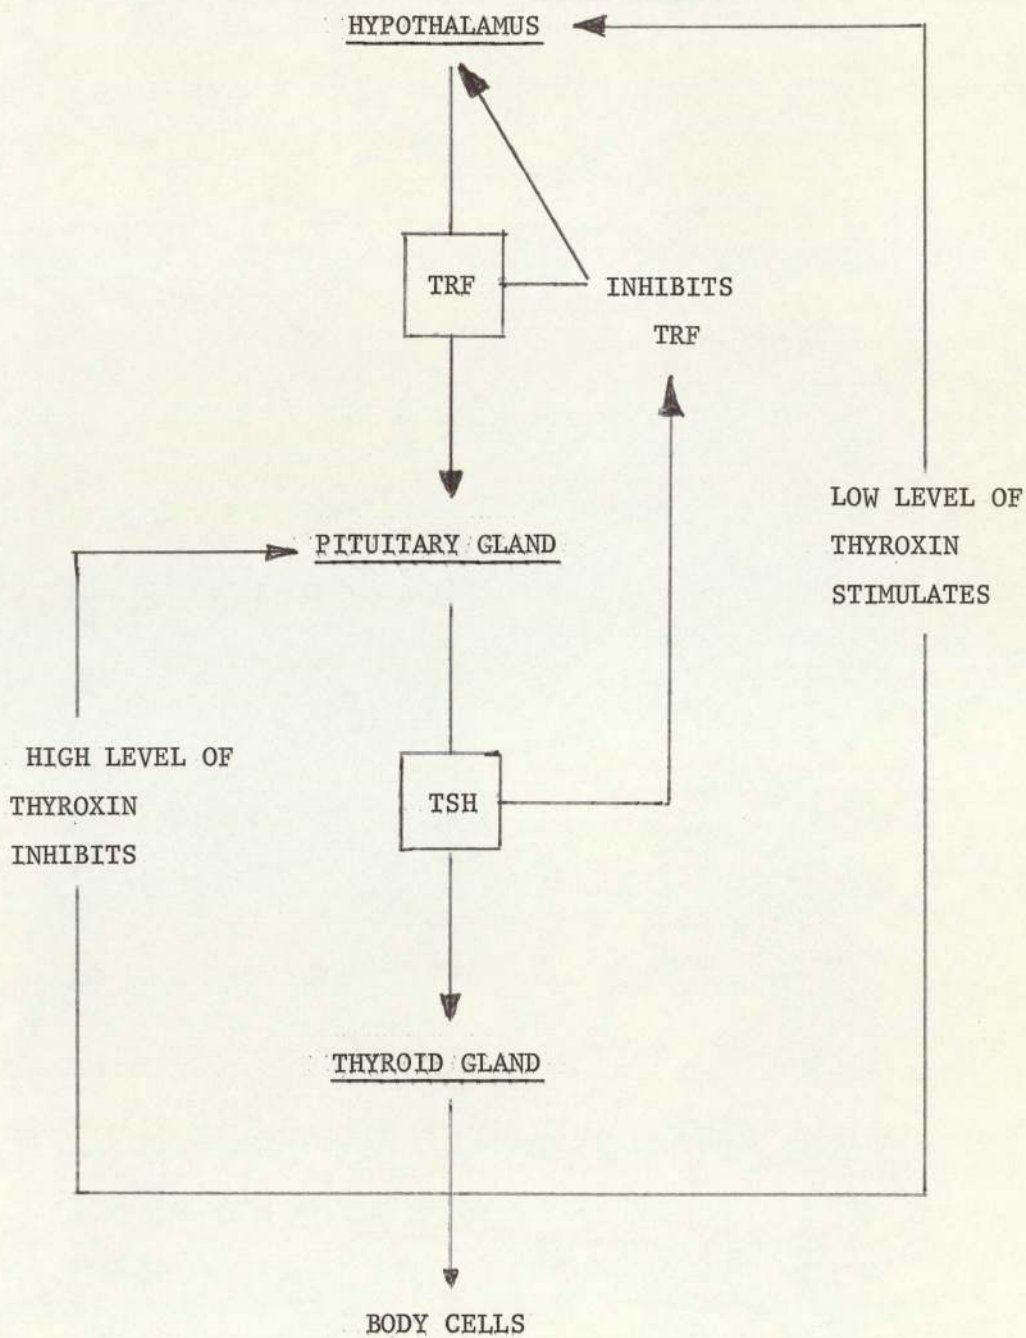 HYPOTHALAMUS
TRF
INHIBITS
TRF
LOW LEVEL OF
THYROXIN
STIMULATES
PITUITARY GLAND
HIGH LEVEL OF
THYROXIN
INHIBITS
TSH
THYROID GLAND
BODY CELLS